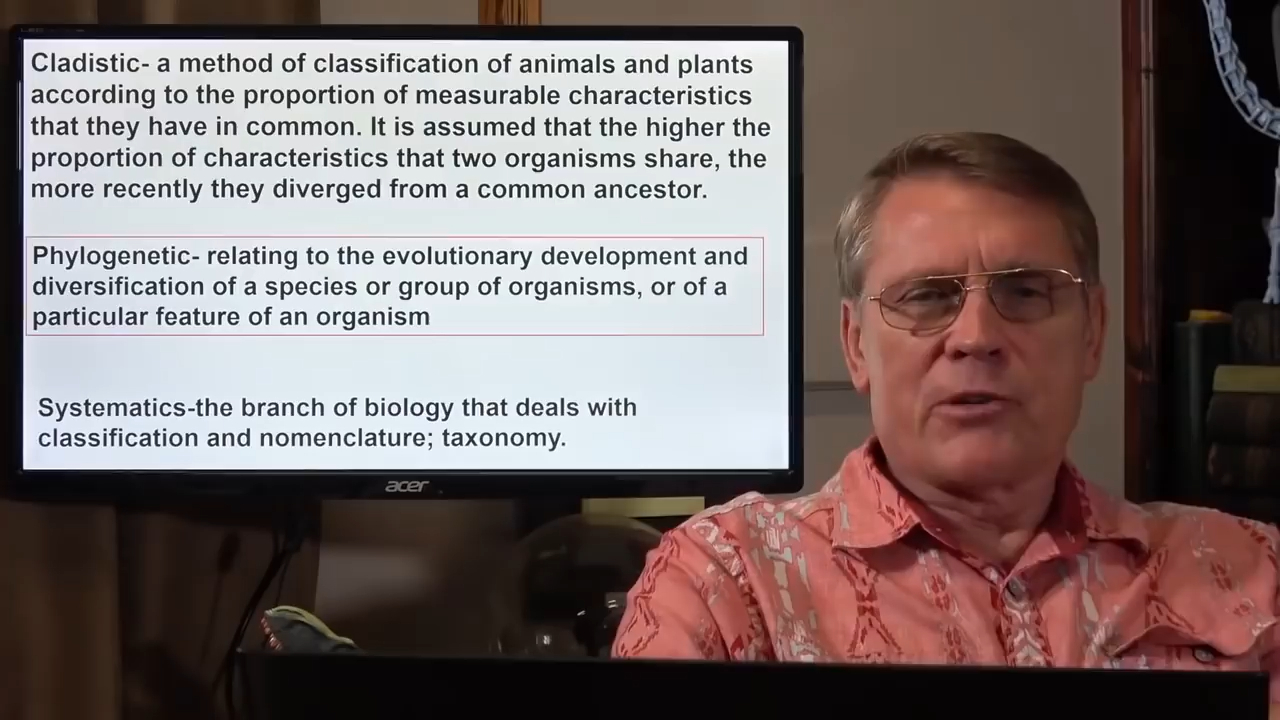 Cladistic- a method of classification of animals and plants
according to the proportion of measurable characteristics
that they have in common. It is assumed that the higher the
proportion of characteristics that two organisms share, the
more recently they diverged from a common ancestor.
Phylogenetic- relating to the evolutionary development and
diversification of a species or group of organisms, or of a
particular feature of an organism
Systematics-the branch of biology that deals with
classification and nomenclature; taxonomy.
acer